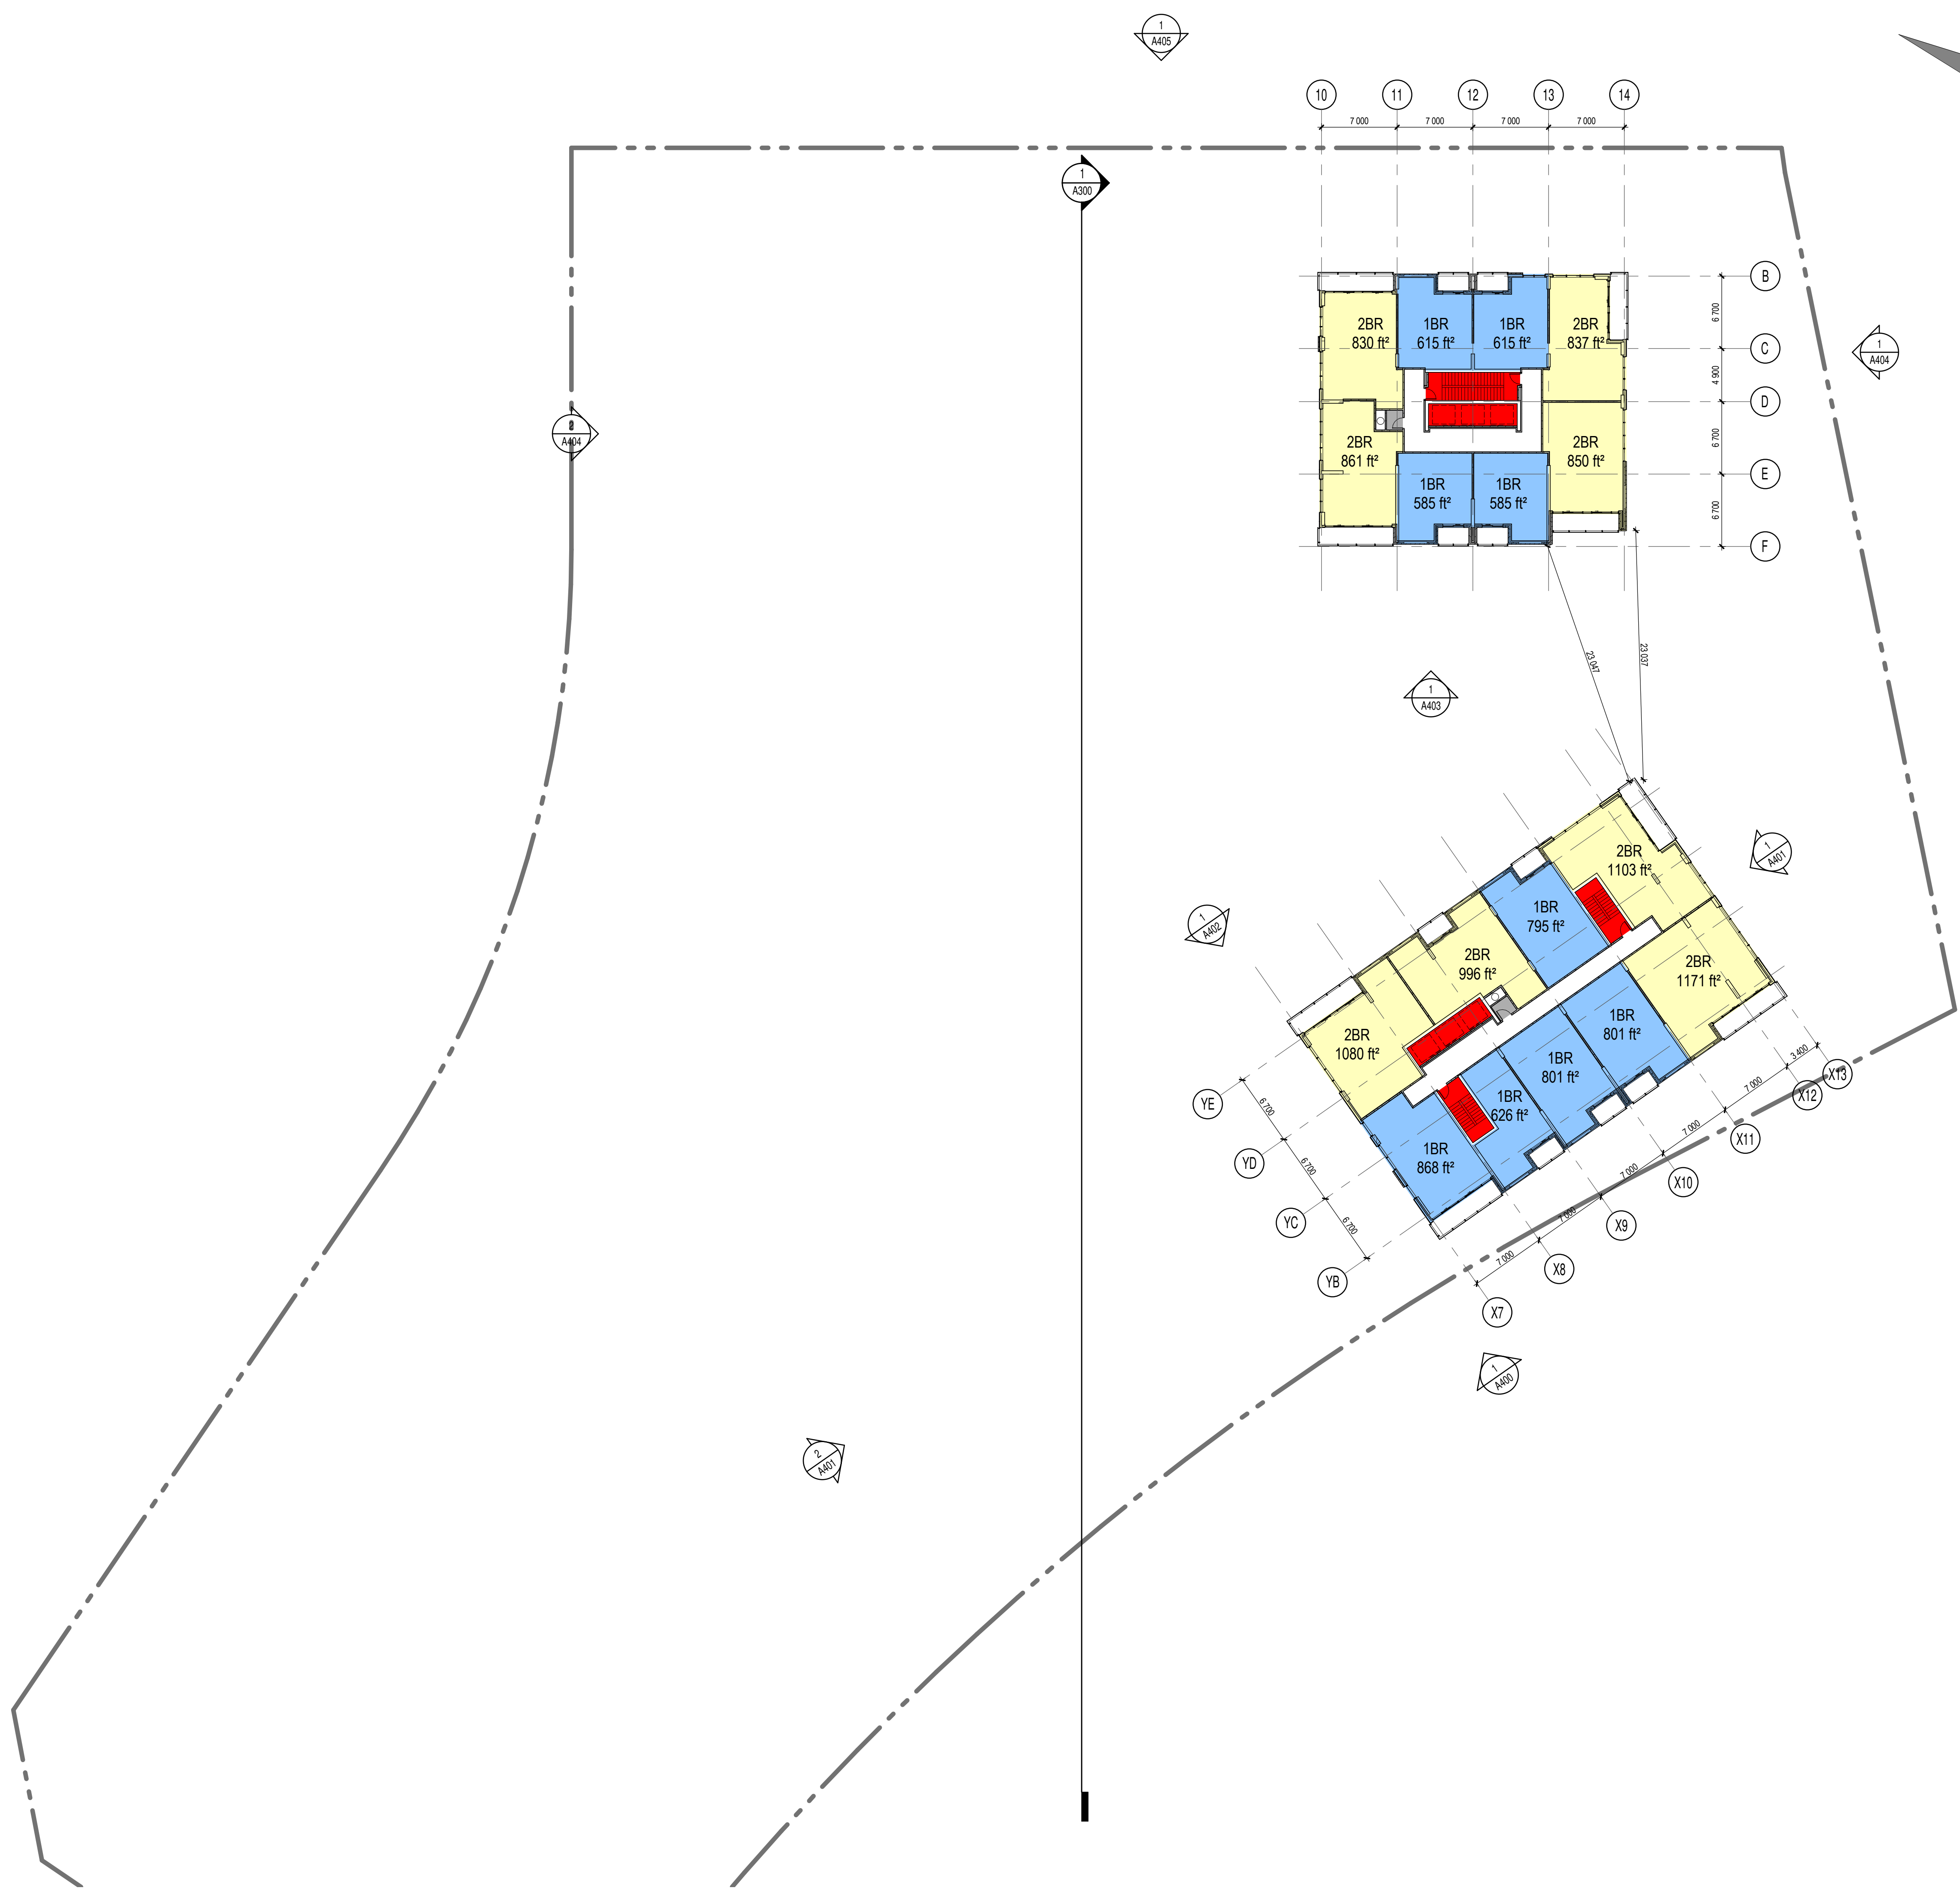 1
A405
10
11
12
13
14
7 000
7 000
7 000
7 000
1
A300
B
C
D
E
F
6 700
4 900
6 700
6 700
1
A404
2BR
830 ft²
1BR
615 ft²
1BR
615 ft²
2BR
837 ft²
2BR
861 ft²
1BR
585 ft²
1BR
585 ft²
2BR
850 ft²
A404
23 047
23 037
1
A403
1
A401
1
A402
2BR
1103 ft²
1BR
795 ft²
2BR
996 ft²
2BR
1171 ft²
2BR
1080 ft²
1BR
801 ft²
1BR
801 ft²
1BR
626 ft²
1BR
868 ft²
YE
YD
YC
YB
6 700
6 700
6 700
3 400
7 000
7 000
7 000
7 000
7 000
X13
X12
X11
X10
X9
X8
X7
1
A400
2
A401